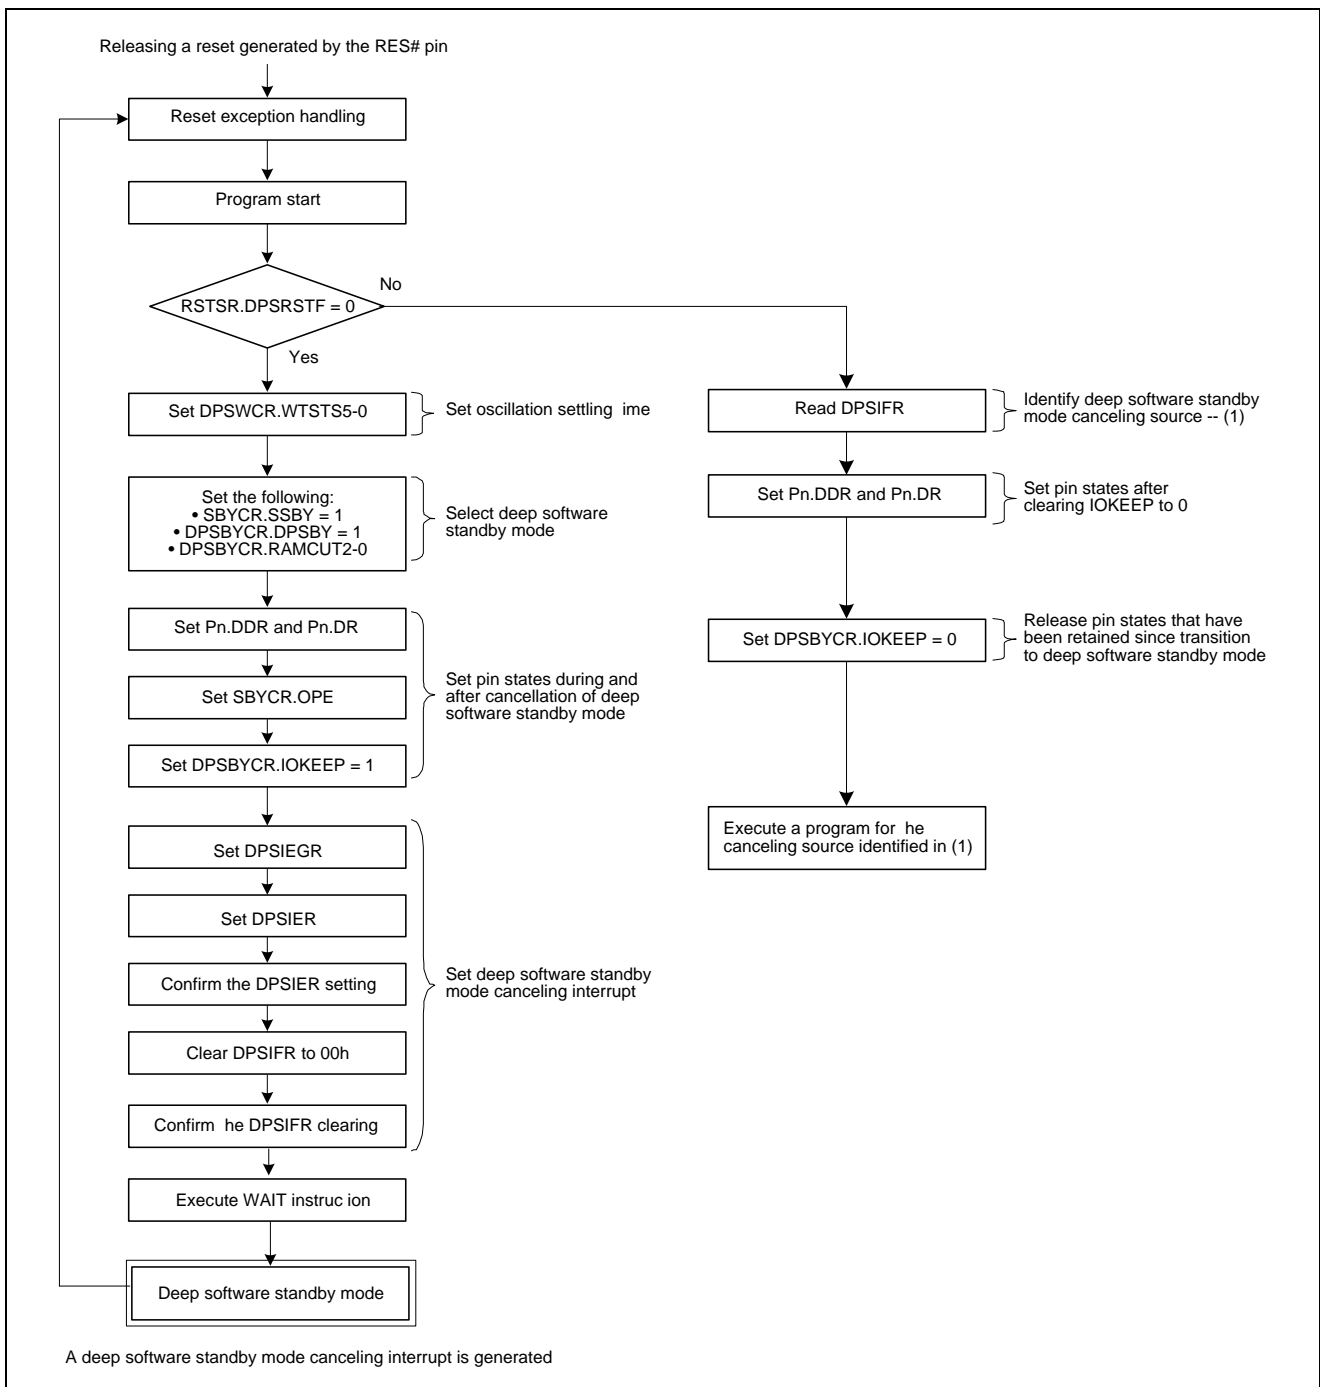 Releasing a reset generated by the RES# pin
Reset exception handling
Program start
RSTSR.DPSRSTF = 0
No
Yes
Set DPSWCR.WTSTS5-0
Set oscillation settling  ime
Set the following:
• SBYCR.SSBY = 1
• DPSBYCR.DPSBY = 1
• DPSBYCR.RAMCUT2-0
Select deep software
standby mode
Set Pn.DDR and Pn.DR
Set SBYCR.OPE
Set DPSBYCR.IOKEEP = 1
Set pin states during and
after cancellation of deep
software standby mode
Set DPSIEGR
Set DPSIER
Confirm the DPSIER setting
Clear DPSIFR to 00h
Confirm  he DPSIFR clearing
Set deep software standby
mode canceling interrupt
Execute WAIT instruc ion
Deep software standby mode
A deep software standby mode canceling interrupt is generated
Read DPSIFR
Identify deep software standby
mode canceling source -- (1)
Set Pn.DDR and Pn.DR
Set pin states after
clearing IOKEEP to 0
Set DPSBYCR.IOKEEP = 0
Release pin states that have
been retained since transition
to deep software standby mode
Execute a program for  he
canceling source identified in (1)